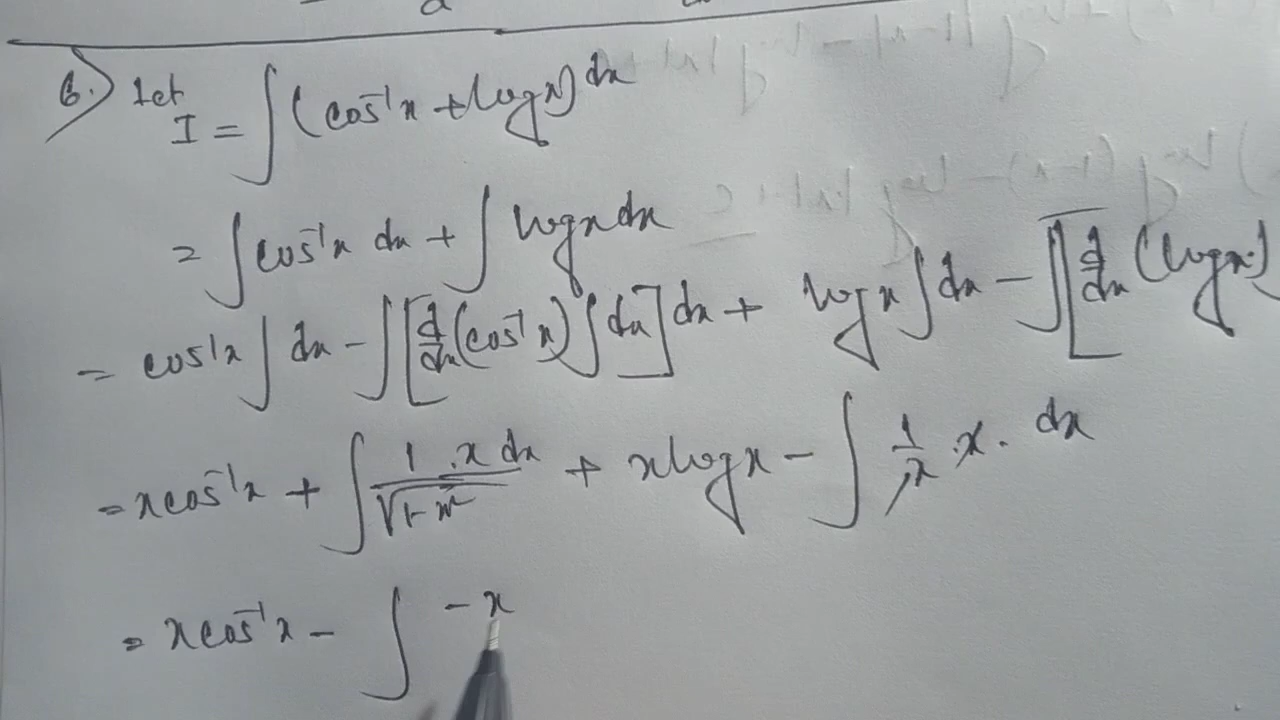 a
6.) Let
I = ∫ (cos⁻¹x + log x) dx
= ∫ cos⁻¹x dx + ∫ log x dx
= cos⁻¹x ∫ dx - ∫ [d/dx (cos⁻¹x) ∫ dx] dx + log x ∫ dx - ∫ [d/dx (log x)
= x cos⁻¹x + ∫ 1/√(1-x²) . x dx + x log x - ∫ 1/x . x . dx
= x cos⁻¹x - ∫ -x